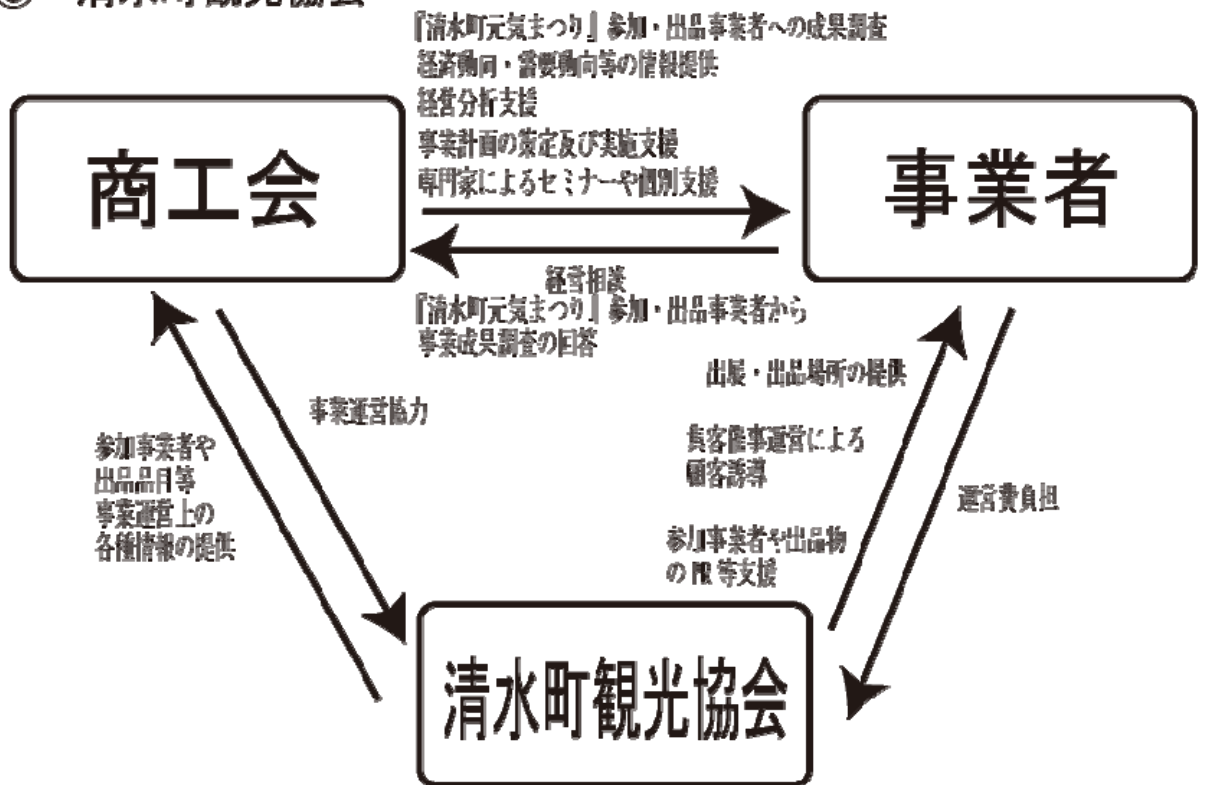 清水町観光協会
『清水町元気まつり』参加・出品事業者への成果調査
経済動向・需要動向等の情報提供
経営分析支援
事業計画の策定及び実施支援
専門家によるセミナーや個別支援
商工会
事業者
経営相談
『清水町元気まつり』参加・出品事業者から
事業成果調査の回答
出展・出品場所の提供
事業運営協力
集客催事運営による
顧客誘導
参加事業者や
出品品目等
事業運営上の
各種情報の提供
運営費負担
参加事業者や出品物
の PR 等支援
清水町観光協会